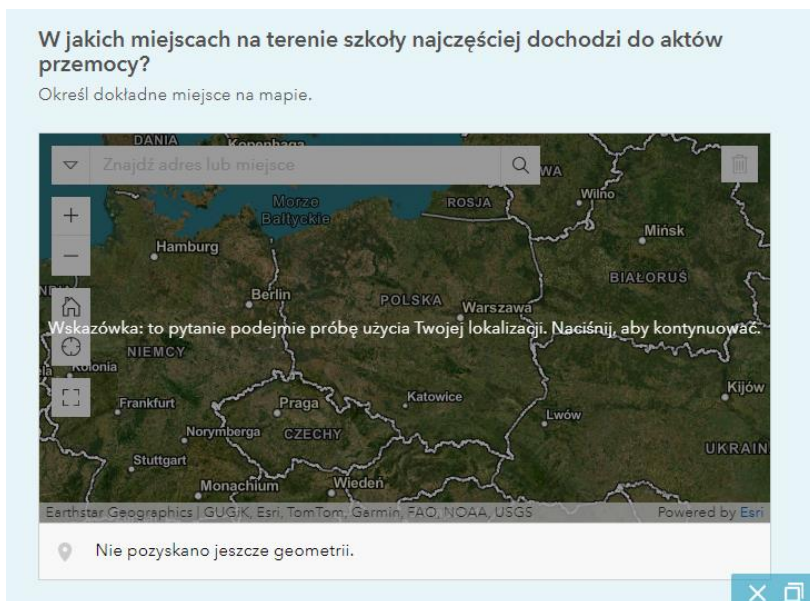 W jakich miejscach na terenie szkoły najczęściej dochodzi do aktów
przemocy?
Określ dokładne miejsce na mapie.
DANIA
Kopenhaga
Znajdź adres lub miejsce
WA
Morze
Bałtyckie
ROSJA
Wilno
Mińsk
Hamburg
BIAŁORUŚ
Berlin
POLSKA
Warszawa
Wskazówka: to pytanie podejmie próbę użycia Twojej lokalizacji. Naciśnij, aby kontynuować.
NIEMCY
Kolonia
Kijów
Frankfurt
Praga
Katowice
Lwów
Norymberga
CZECHY
UKRAIN
Stuttgart
Monachium
Wiedeń
Earthstar Geographics | GUGiK, Esri, TomTom, Garmin, FAO, NOAA, USGS
Powered by Esri
Nie pozyskano jeszcze geometrii.